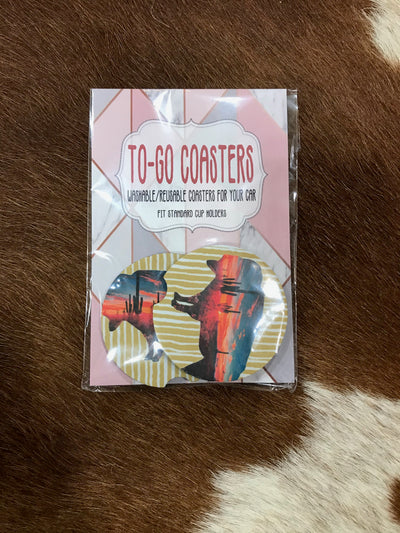 TO-GO COASTERS
WASHABLE/REUSABLE COASTERS FOR YOUR CAR
FIT STANDARD CUP HOLDERS